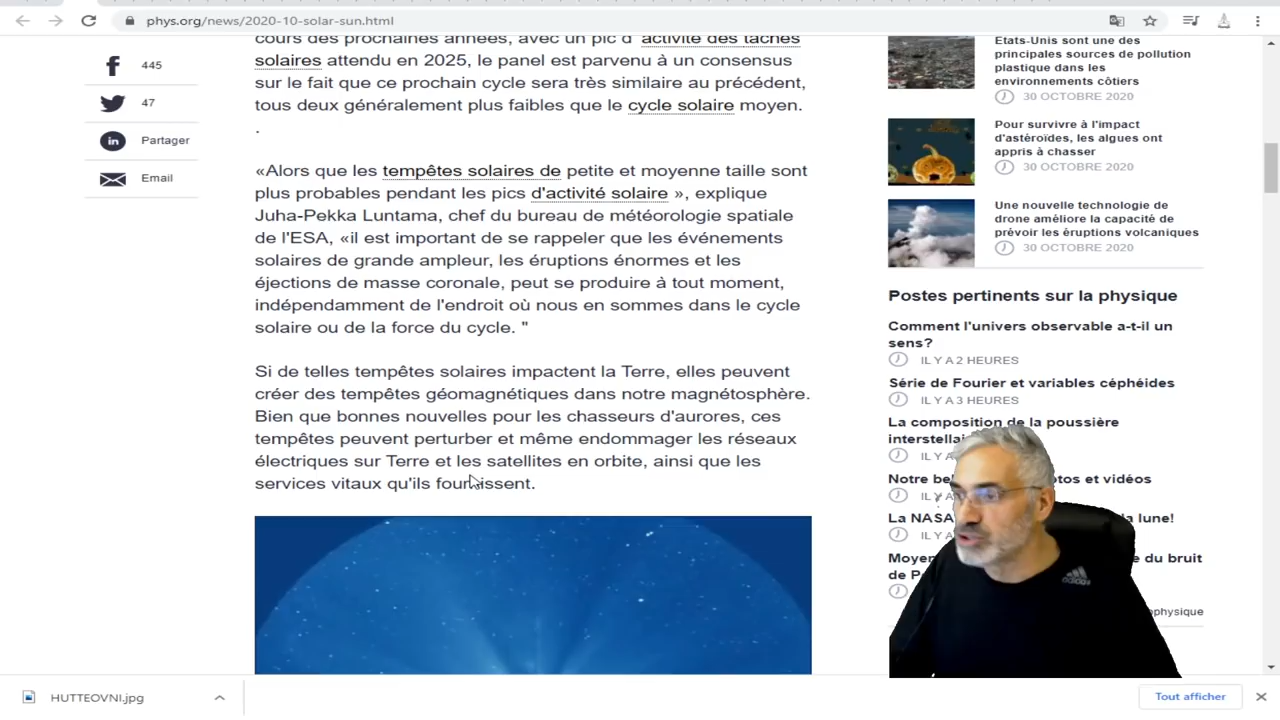 phys.org/news/2020-10-solar-sun.html
445
47
Partager
Email
cours des prochaines années, avec un pic d' activité des taches
solaires attendu en 2025, le panel est parvenu à un consensus
sur le fait que ce prochain cycle sera très similaire au précédent,
tous deux généralement plus faibles que le cycle solaire moyen.
.
«Alors que les tempêtes solaires de petite et moyenne taille sont
plus probables pendant les pics d'activité solaire », explique
Juha-Pekka Luntama, chef du bureau de météorologie spatiale
de l'ESA, «il est important de se rappeler que les événements
solaires de grande ampleur, les éruptions énormes et les
éjections de masse coronale, peut se produire à tout moment,
indépendamment de l'endroit où nous en sommes dans le cycle
solaire ou de la force du cycle. "
Si de telles tempêtes solaires impactent la Terre, elles peuvent
créer des tempêtes géomagnétiques dans notre magnétosphère.
Bien que bonnes nouvelles pour les chasseurs d'aurores, ces
tempêtes peuvent perturber et même endommager les réseaux
électriques sur Terre et les satellites en orbite, ainsi que les
services vitaux qu'ils fournissent.
États-Unis sont une des
principales sources de pollution
plastique dans les
environnements côtiers
30 OCTOBRE 2020
Pour survivre à l'impact
d'astéroïdes, les algues ont
appris à chasser
30 OCTOBRE 2020
Une nouvelle technologie de
drone améliore la capacité de
prévoir les éruptions volcaniques
30 OCTOBRE 2020
Postes pertinents sur la physique
Comment l'univers observable a-t-il un
sens?
IL Y A 2 HEURES
Série de Fourier et variables céphéides
IL Y A 3 HEURES
La composition de la poussière
IL Y A
Notre photos et vidéos
IL Y A
La NASA la lune!
IL Y A
Moyen du bruit
de
adidas
HUTTEOVNI.jpg
Tout afficher